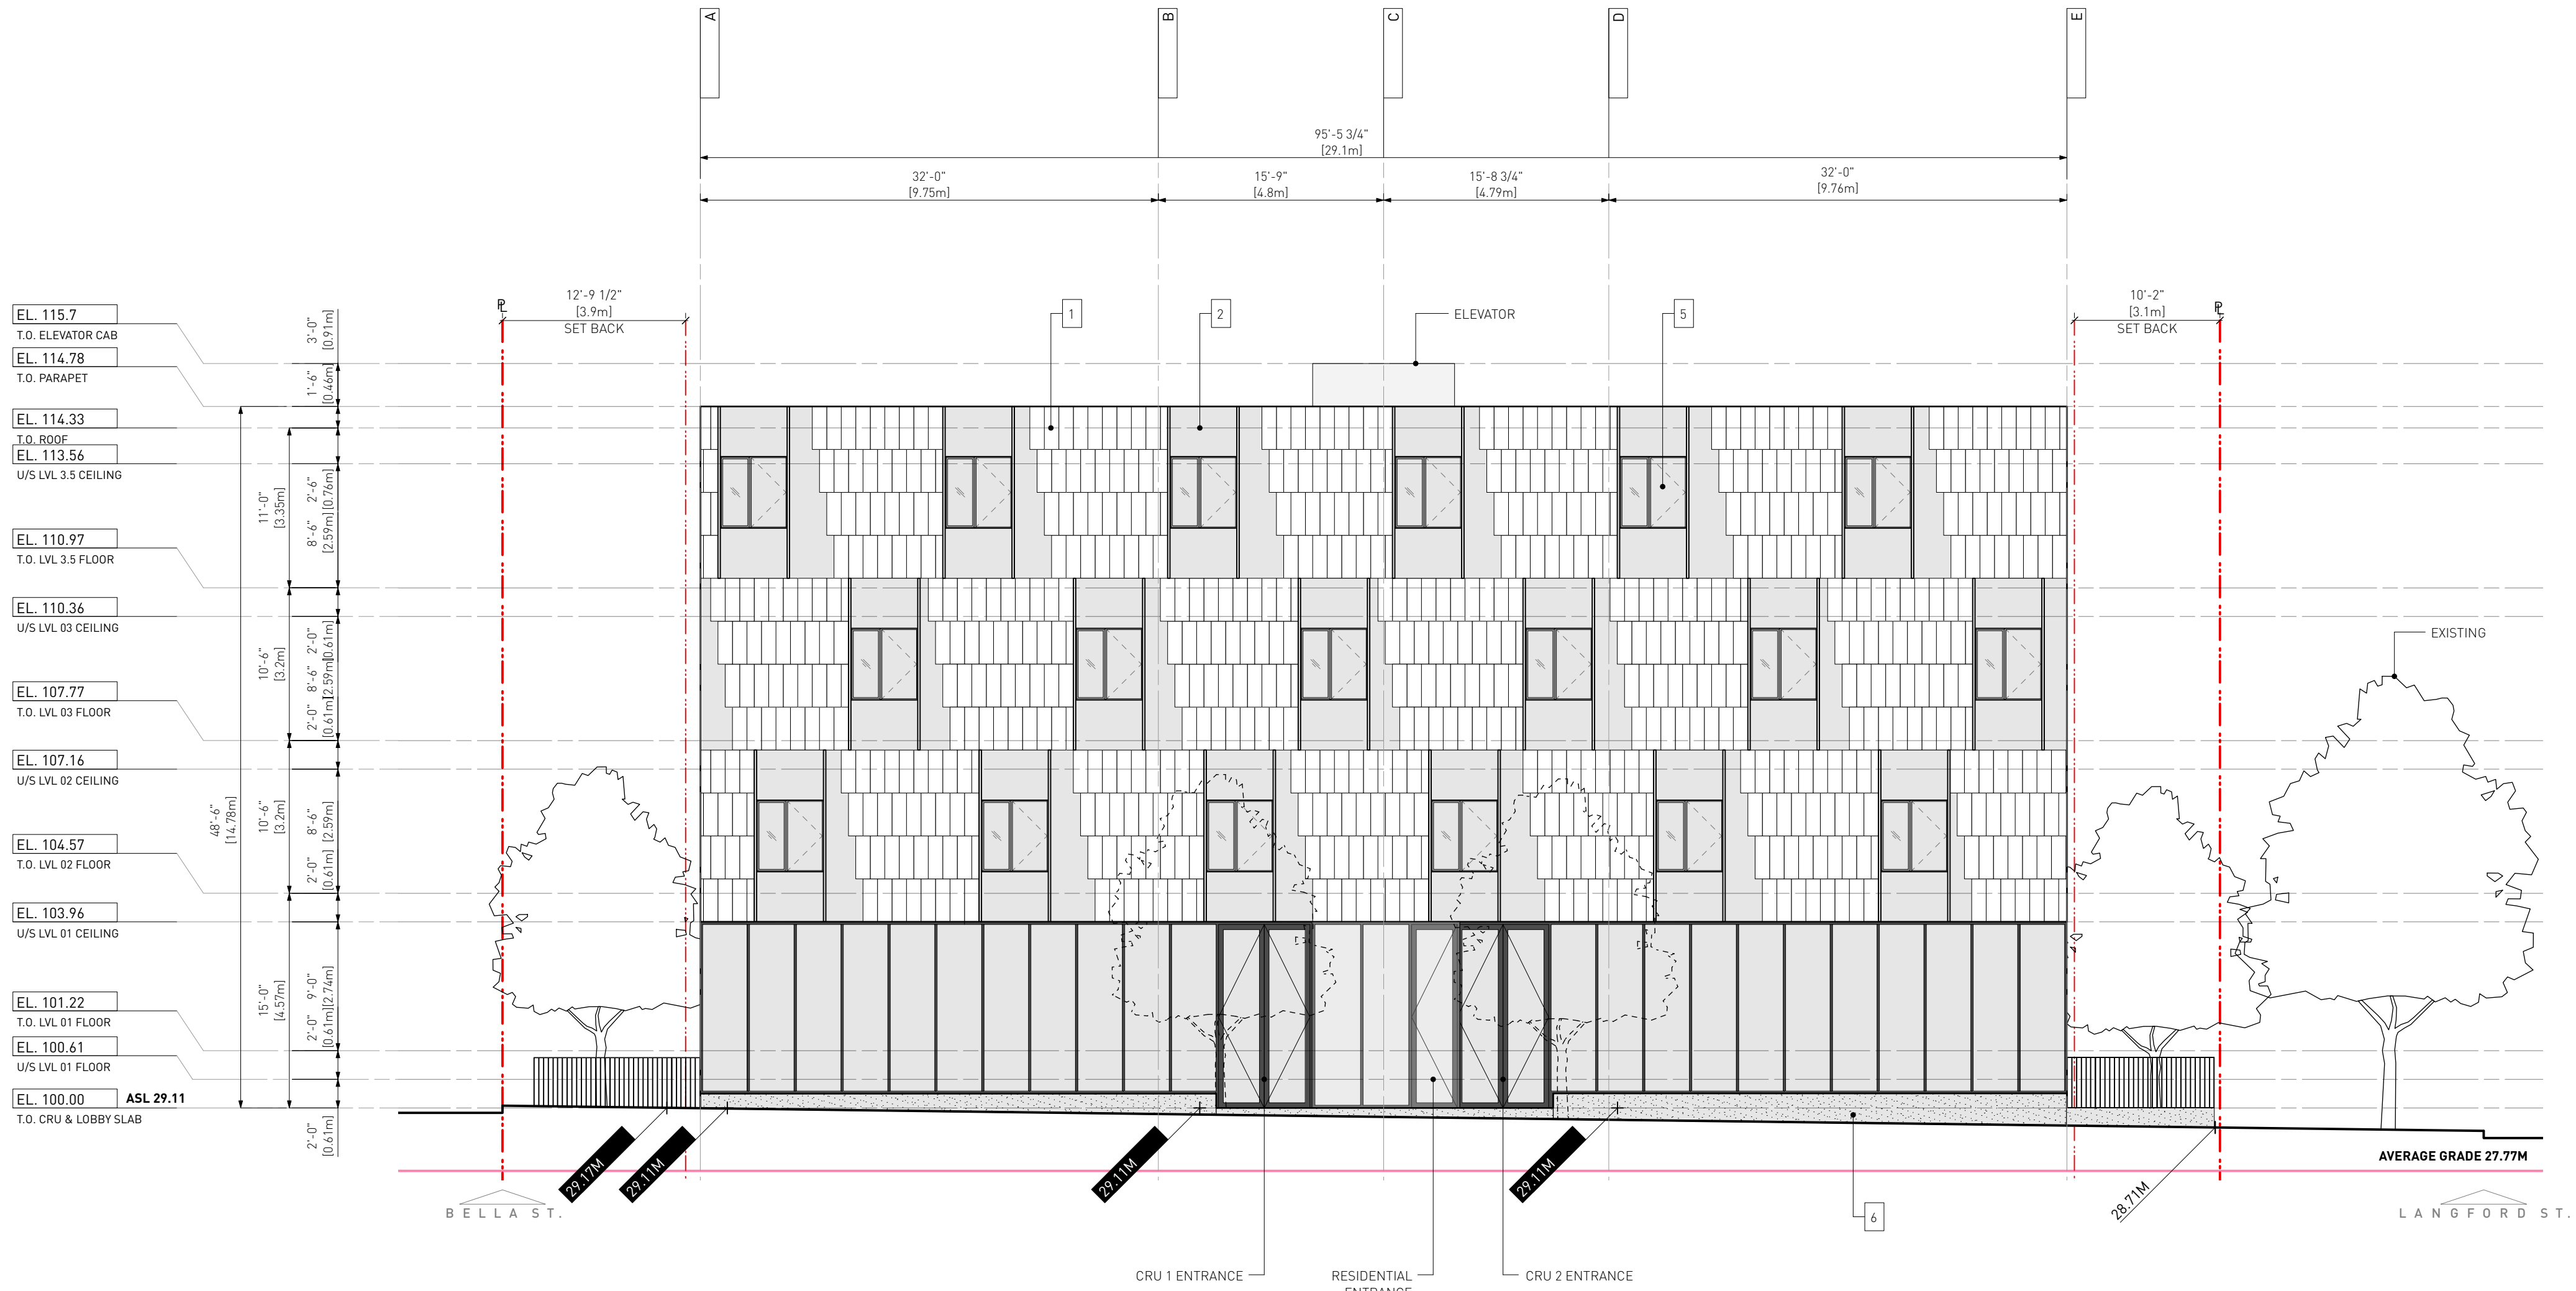 A
B
C
D
E
95'-5 3/4"
[29.1m]
32'-0"
[9.75m]
15'-9"
[4.8m]
15'-8 3/4"
[4.79m]
32'-0"
[9.76m]
PL
12'-9 1/2"
[3.9m]
SET BACK
1
2
ELEVATOR
5
10'-2"
[3.1m]
SET BACK
PL
EL. 115.7
T.O. ELEVATOR CAB
EL. 114.78
T.O. PARAPET
EL. 114.33
T.O. ROOF
EL. 113.56
U/S LVL 3.5 CEILING
EL. 110.97
T.O. LVL 3.5 FLOOR
EL. 110.36
U/S LVL 03 CEILING
EL. 107.77
T.O. LVL 03 FLOOR
EL. 107.16
U/S LVL 02 CEILING
EL. 104.57
T.O. LVL 02 FLOOR
EL. 103.96
U/S LVL 01 CEILING
EL. 101.22
T.O. LVL 01 FLOOR
EL. 100.61
U/S LVL 01 FLOOR
EL. 100.00
ASL 29.11
T.O. CRU & LOBBY SLAB
48'-6"
[14.78m]
11'-0"
[3.35m]
10'-6"
[3.2m]
10'-6"
[3.2m]
15'-0"
[4.57m]
3'-0"
[0.91m]
1'-6"
[0.46m]
2'-6"
[0.76m]
8'-6"
[2.59m]
2'-0"
[0.61m]
8'-6"
[2.59m]
2'-0"
[0.61m]
8'-6"
[2.59m]
2'-0"
[0.61m]
9'-0"
[2.74m]
2'-0"
[0.61m]
2'-0"
[0.61m]
EXISTING
29.17M
29.11M
29.11M
29.11M
28.71M
AVERAGE GRADE 27.77M
BELLA ST.
LANGFORD ST.
6
CRU 1 ENTRANCE
RESIDENTIAL
ENTRANCE
CRU 2 ENTRANCE